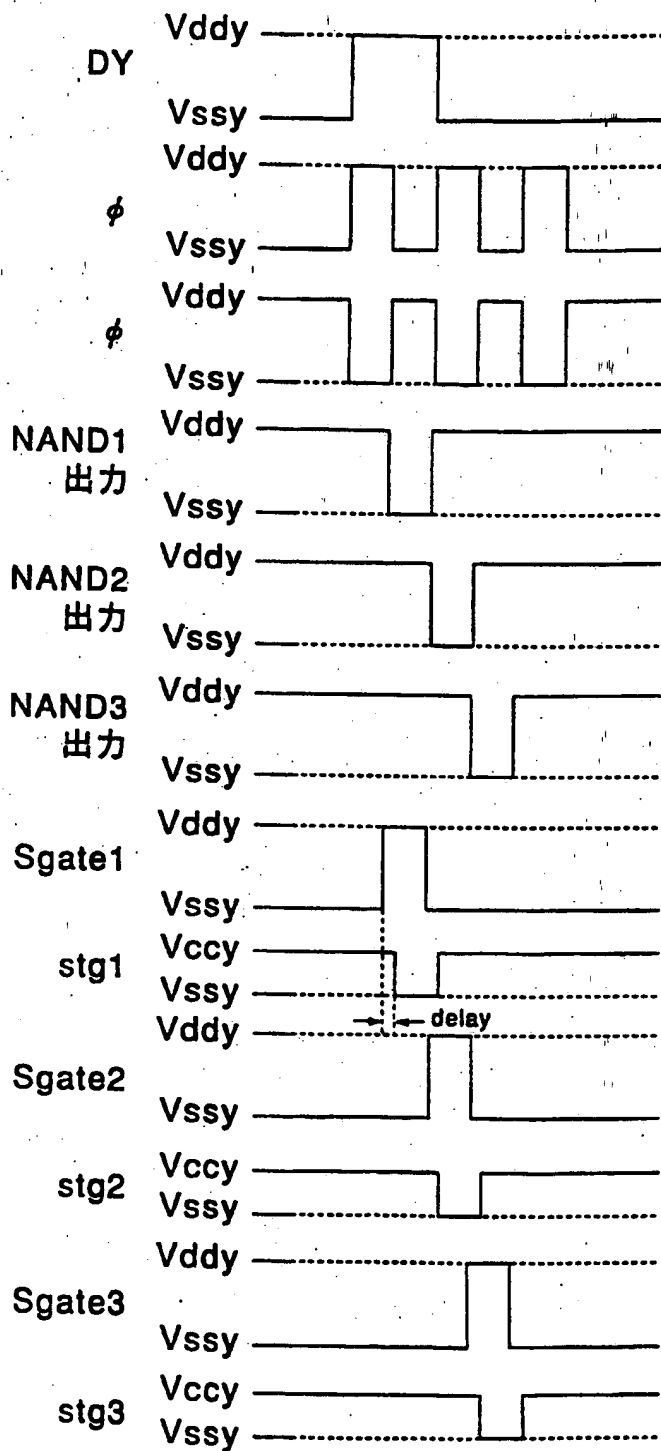 DY
Vddy
Vssy
ϕ
Vddy
Vssy
ϕ
Vddy
Vssy
NAND1
出力
Vddy
Vssy
NAND2
出力
Vddy
Vssy
NAND3
出力
Vddy
Vssy
Sgate1
Vddy
Vssy
stg1
Vccy
Vssy
delay
Sgate2
Vddy
Vssy
stg2
Vccy
Vssy
Sgate3
Vddy
Vssy
stg3
Vccy
Vssy